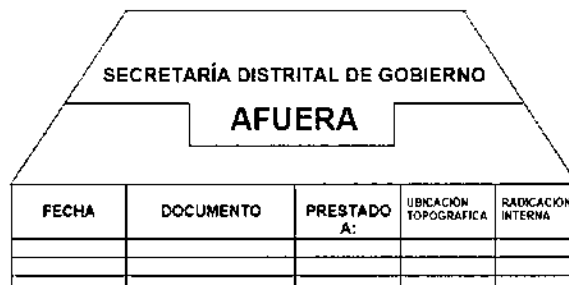 SECRETARÍA DISTRITAL DE GOBIERNO
AFUERA
FECHA DOCUMENTO PRESTADO A: UBICACIÓN TOPOGRAFICA RADICACIÓN INTERNA